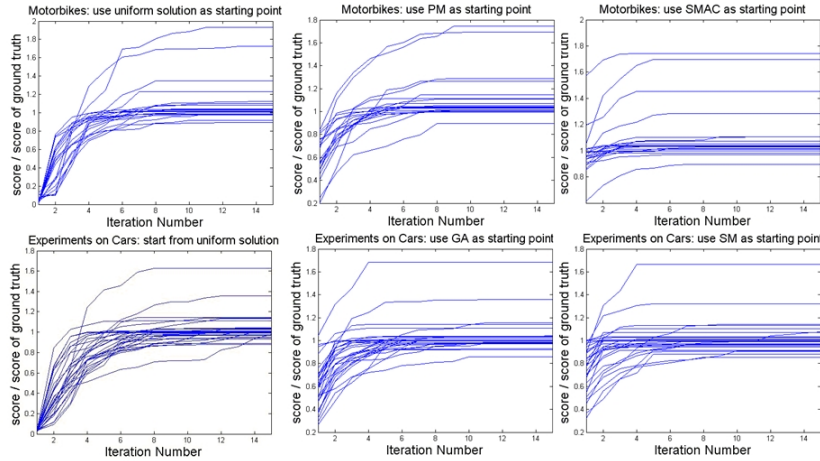 Motorbikes: use uniform solution as starting point
score / score of ground truth
2
1.8
1.6
1.4
1.2
1
0.8
0.6
0.4
0.2
0
2 4 6 8 10 12 14
Iteration Number
Motorbikes: use PM as starting point
score / score of ground truth
1.8
1.6
1.4
1.2
1
0.8
0.6
0.4
0.2
2 4 6 8 10 12 14
Iteration Number
Motorbikes: use SMAC as starting point
score / score of ground truth
2
1.8
1.6
1.4
1.2
1
0.8
2 4 6 8 10 12 14
Iteration Number
Experiments on Cars: start from uniform solution
score / score of ground truth
1.8
1.6
1.4
1.2
1
0.8
0.6
0.4
0.2
0
2 4 6 8 10 12 14
Iteration Number
Experiments on Cars: use GA as starting point
score / score of ground truth
1.8
1.6
1.4
1.2
1
0.8
0.6
0.4
0.2
2 4 6 8 10 12 14
Iteration Number
Experiments on Cars: use SM as starting point
score / score of ground truth
1.8
1.6
1.4
1.2
1
0.8
0.6
0.4
0.2
2 4 6 8 10 12 14
Iteration Number